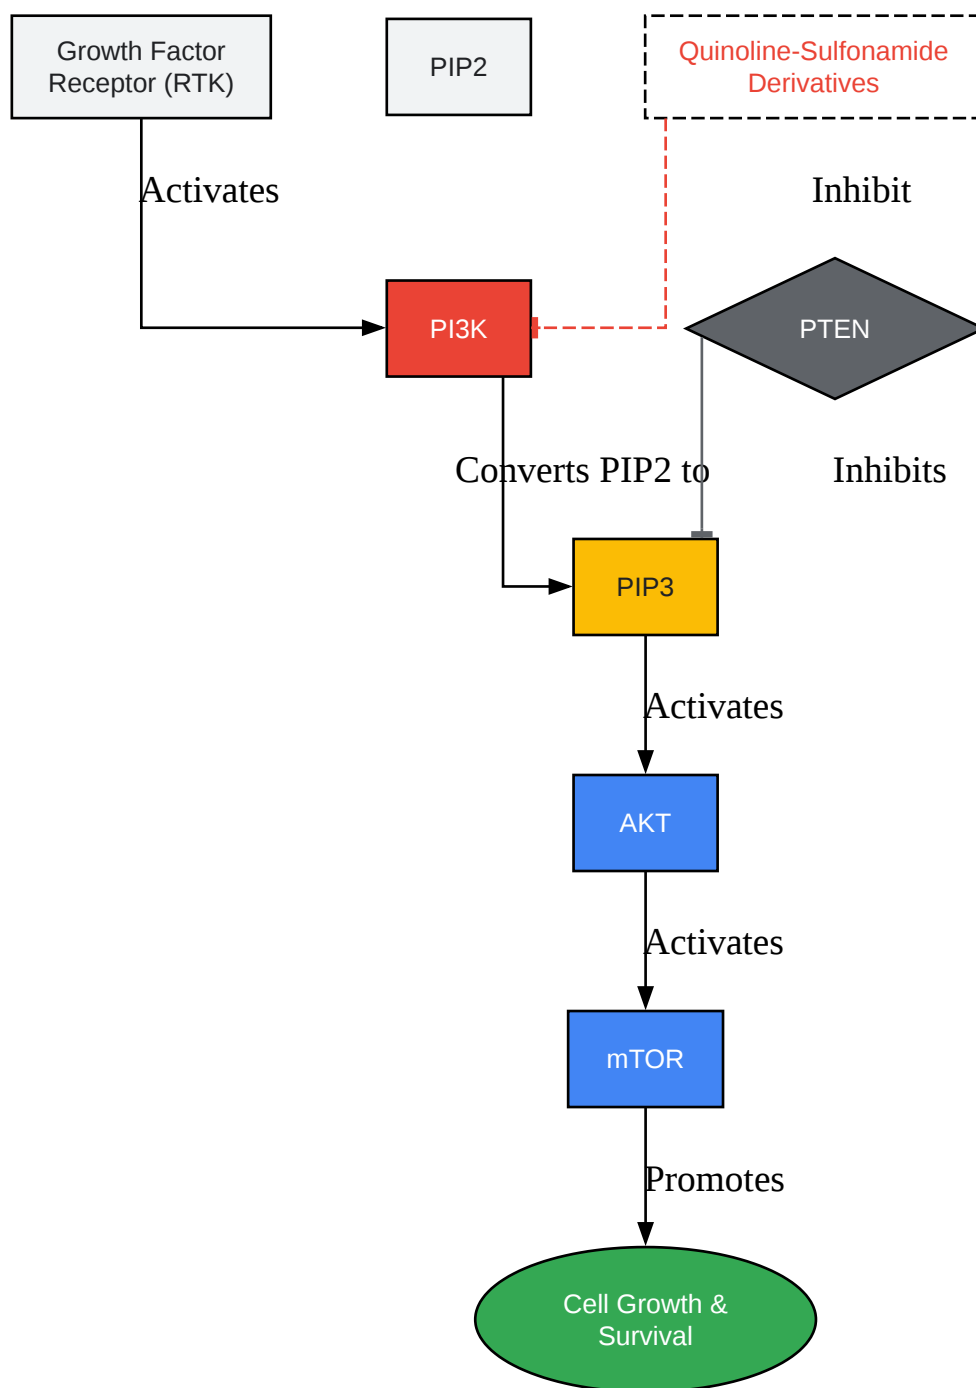 Growth Factor
Receptor (RTK)
PIP2
Quinoline-Sulfonamide
Derivatives
Activates
Inhibit
PI3K
PTEN
Converts PIP2 to
Inhibits
PIP3
Activates
AKT
Activates
mTOR
Promotes
Cell Growth &
Survival